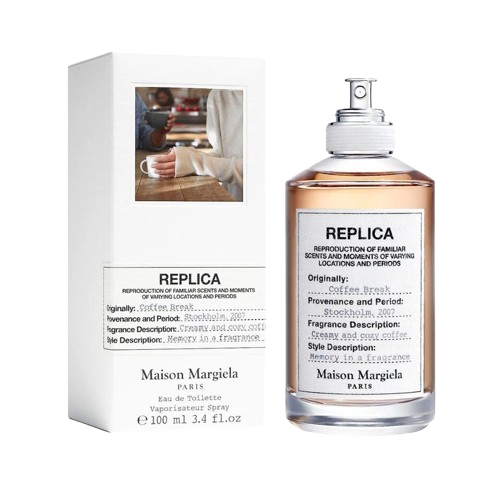 REPLICA
REPRODUCTION OF FAMILIAR SCENTS AND MOMENTS
OF VARYING LOCATIONS AND PERIODS
Originally: Coffee Break
Provenance and Period: Stockholm, 2007
Fragrance Description: Creamy and cozy coffe
Style Description: Memory in a fragrance
Maison Margiela
PARIS
Eau de Toilette
Vaporisateur Spray
℮ 100 ml 3.4 fl.oz
REPLICA
REPRODUCTION OF FAMILIAR
SCENTS AND MOMENTS OF VARYING
LOCATIONS AND PERIODS
Originally:
Coffee Break
Provenance and Period:
Stockholm, 2007
Fragrance Description:
Creamy and cozy coffee
Style Description:
Memory in a fragrance
Maison Margiela
PARIS